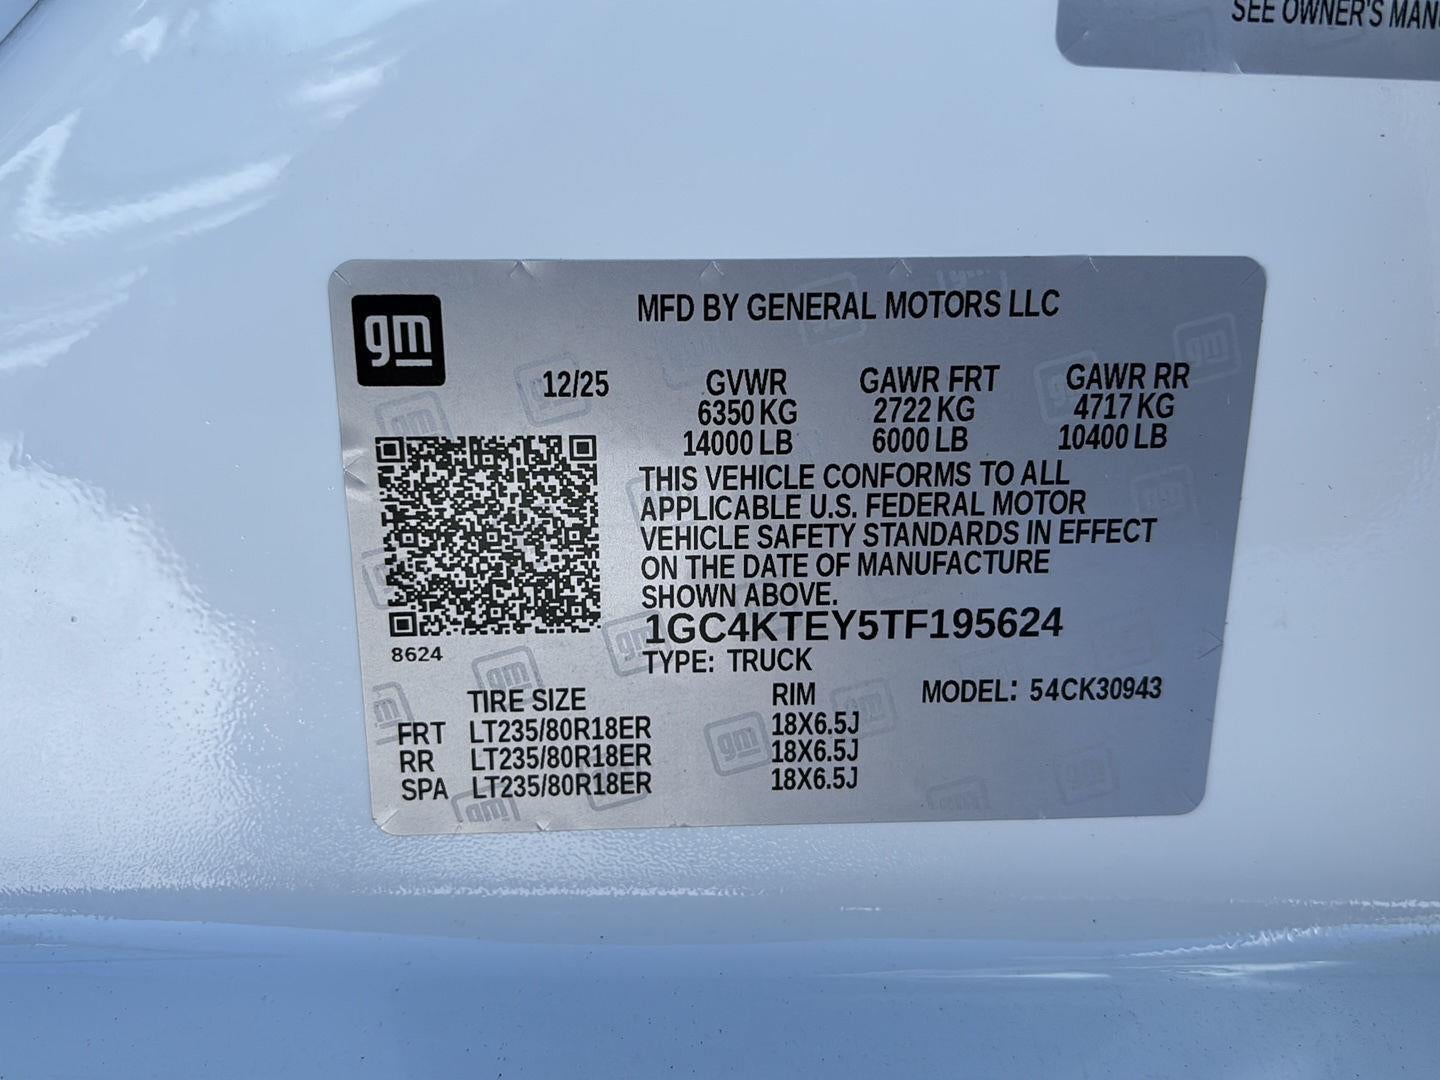 SEE OWNER'S MAN
gm
MFD BY GENERAL MOTORS LLC
12/25 GVWR GAWR FRT GAWR RR
6350 KG 2722 KG 4717 KG
14000 LB 6000 LB 10400 LB
THIS VEHICLE CONFORMS TO ALL
APPLICABLE U.S. FEDERAL MOTOR
VEHICLE SAFETY STANDARDS IN EFFECT
ON THE DATE OF MANUFACTURE
SHOWN ABOVE.
1GC4KTEY5TF195624
8624
TYPE: TRUCK
TIRE SIZE RIM MODEL: 54CK30943
FRT LT235/80R18ER 18X6.5J
RR LT235/80R18ER 18X6.5J
SPA LT235/80R18ER 18X6.5J